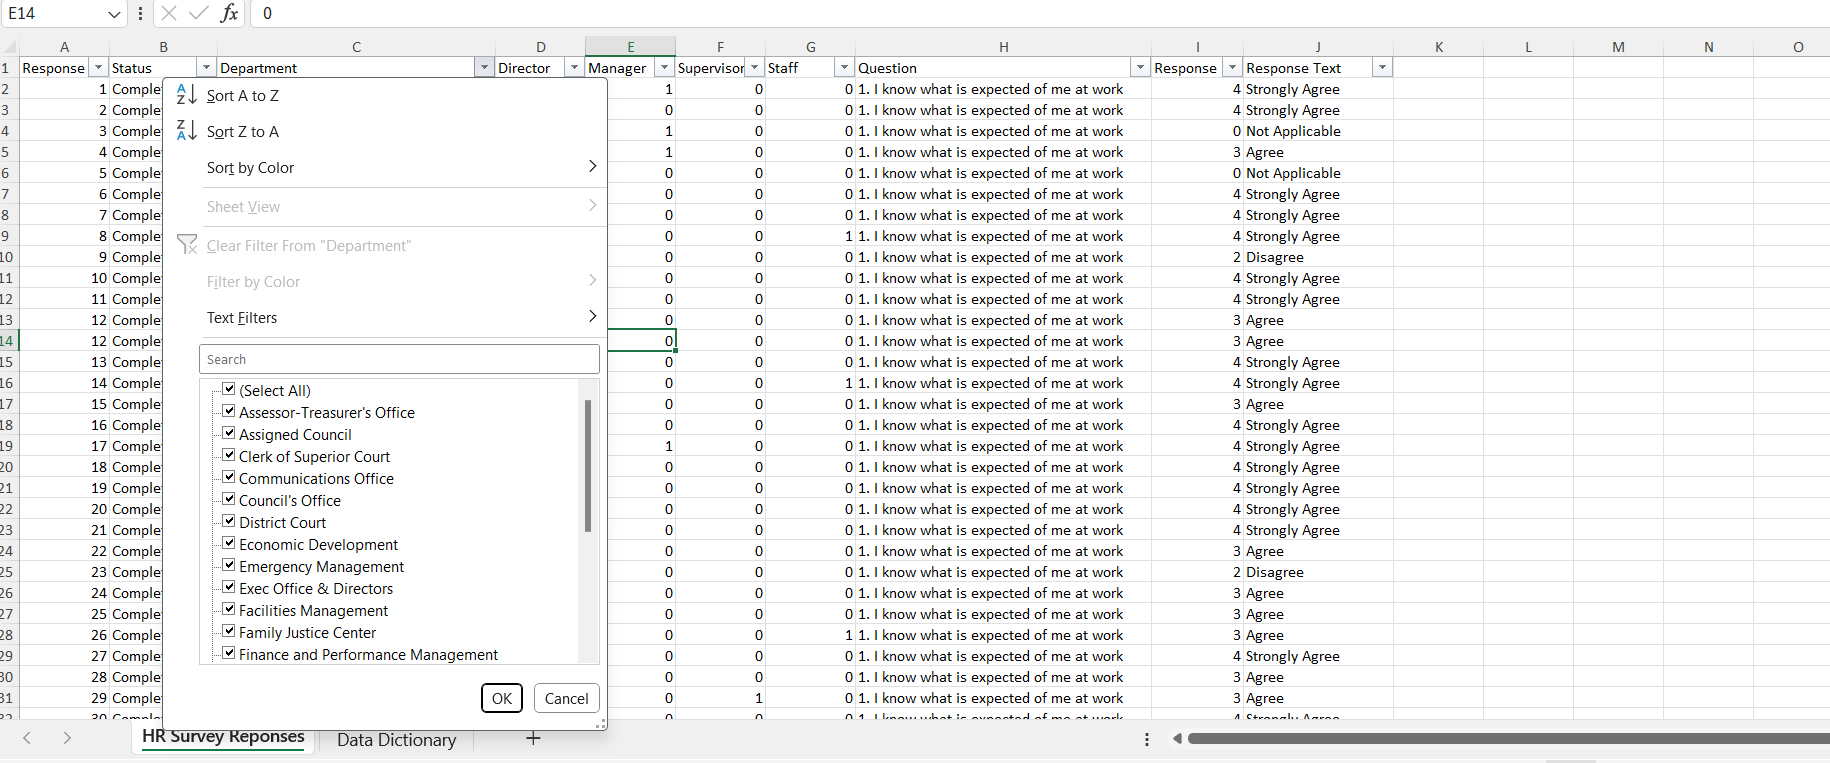 E14 fx 0
A B C D E F G H I J K L M N O
1 Response Status Department Director Manager Supervisor Staff Question Response Response Text
2 1 Comple 1 0 0 1. I know what is expected of me at work 4 Strongly Agree
3 2 Comple 0 0 0 1. I know what is expected of me at work 4 Strongly Agree
4 3 Comple 1 0 0 1. I know what is expected of me at work 0 Not Applicable
5 4 Comple 1 0 0 1. I know what is expected of me at work 3 Agree
6 5 Comple 0 0 0 1. I know what is expected of me at work 0 Not Applicable
7 6 Comple 0 0 0 1. I know what is expected of me at work 4 Strongly Agree
8 7 Comple 0 0 0 1. I know what is expected of me at work 4 Strongly Agree
9 8 Comple 0 0 1 1. I know what is expected of me at work 4 Strongly Agree
10 9 Comple 0 0 0 1. I know what is expected of me at work 2 Disagree
11 10 Comple 0 0 0 1. I know what is expected of me at work 4 Strongly Agree
12 11 Comple 0 0 0 1. I know what is expected of me at work 4 Strongly Agree
13 12 Comple 0 0 0 1. I know what is expected of me at work 3 Agree
14 12 Comple 0 0 0 1. I know what is expected of me at work 3 Agree
15 13 Comple 0 0 0 1. I know what is expected of me at work 4 Strongly Agree
16 14 Comple 0 0 1 1. I know what is expected of me at work 4 Strongly Agree
17 15 Comple 0 0 0 1. I know what is expected of me at work 3 Agree
18 16 Comple 0 0 0 1. I know what is expected of me at work 4 Strongly Agree
19 17 Comple 1 0 0 1. I know what is expected of me at work 4 Strongly Agree
20 18 Comple 0 0 0 1. I know what is expected of me at work 4 Strongly Agree
21 19 Comple 0 0 0 1. I know what is expected of me at work 4 Strongly Agree
22 20 Comple 0 0 0 1. I know what is expected of me at work 4 Strongly Agree
23 21 Comple 0 0 0 1. I know what is expected of me at work 4 Strongly Agree
24 22 Comple 0 0 0 1. I know what is expected of me at work 3 Agree
25 23 Comple 0 0 0 1. I know what is expected of me at work 2 Disagree
26 24 Comple 0 0 0 1. I know what is expected of me at work 3 Agree
27 25 Comple 0 0 0 1. I know what is expected of me at work 3 Agree
28 26 Comple 0 0 1 1. I know what is expected of me at work 3 Agree
29 27 Comple 0 0 0 1. I know what is expected of me at work 4 Strongly Agree
30 28 Comple 0 0 0 1. I know what is expected of me at work 3 Agree
31 29 Comple 0 1 0 1. I know what is expected of me at work 3 Agree
32 30 Comple 0 0 0 1. I know what is expected of me at work 4 Strongly Agree
Sort A to Z
Sort Z to A
Sort by Color
Sheet View
Clear Filter From "Department"
Filter by Color
Text Filters
Search
(Select All)
Assessor-Treasurer's Office
Assigned Council
Clerk of Superior Court
Communications Office
Council's Office
District Court
Economic Development
Emergency Management
Exec Office & Directors
Facilities Management
Family Justice Center
Finance and Performance Management
OK Cancel
HR Survey Reponses Data Dictionary